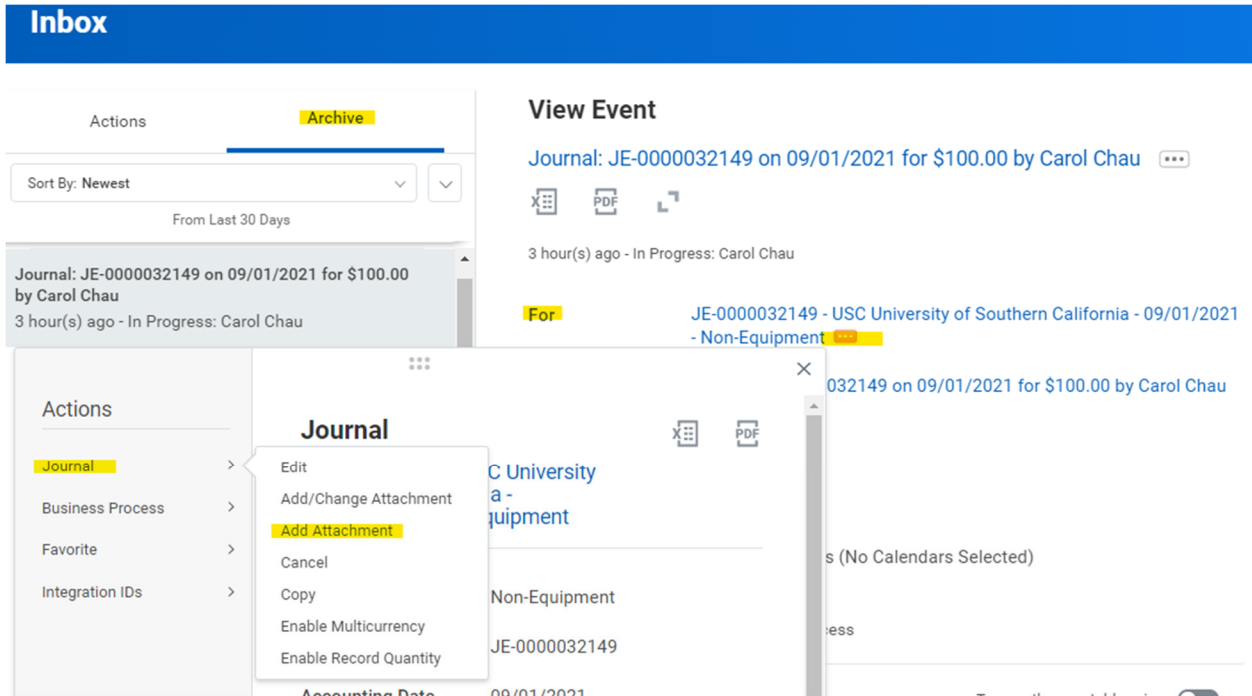 Inbox
Actions
Archive
Sort By: Newest
From Last 30 Days
Journal: JE-0000032149 on 09/01/2021 for $100.00
by Carol Chau
3 hour(s) ago - In Progress: Carol Chau
View Event
Journal: JE-0000032149 on 09/01/2021 for $100.00 by Carol Chau
PDF
3 hour(s) ago - In Progress: Carol Chau
For
JE-0000032149 - USC University of Southern California - 09/01/2021
- Non-Equipment
032149 on 09/01/2021 for $100.00 by Carol Chau
s (No Calendars Selected)
Actions
Journal
Business Process
Favorite
Integration IDs
Journal
PDF
Edit
Add/Change Attachment
Add Attachment
Cancel
Copy
Enable Multicurrency
Enable Record Quantity
C University
a -
quipment
Non-Equipment
JE-0000032149
Accounting Date
09/01/2021